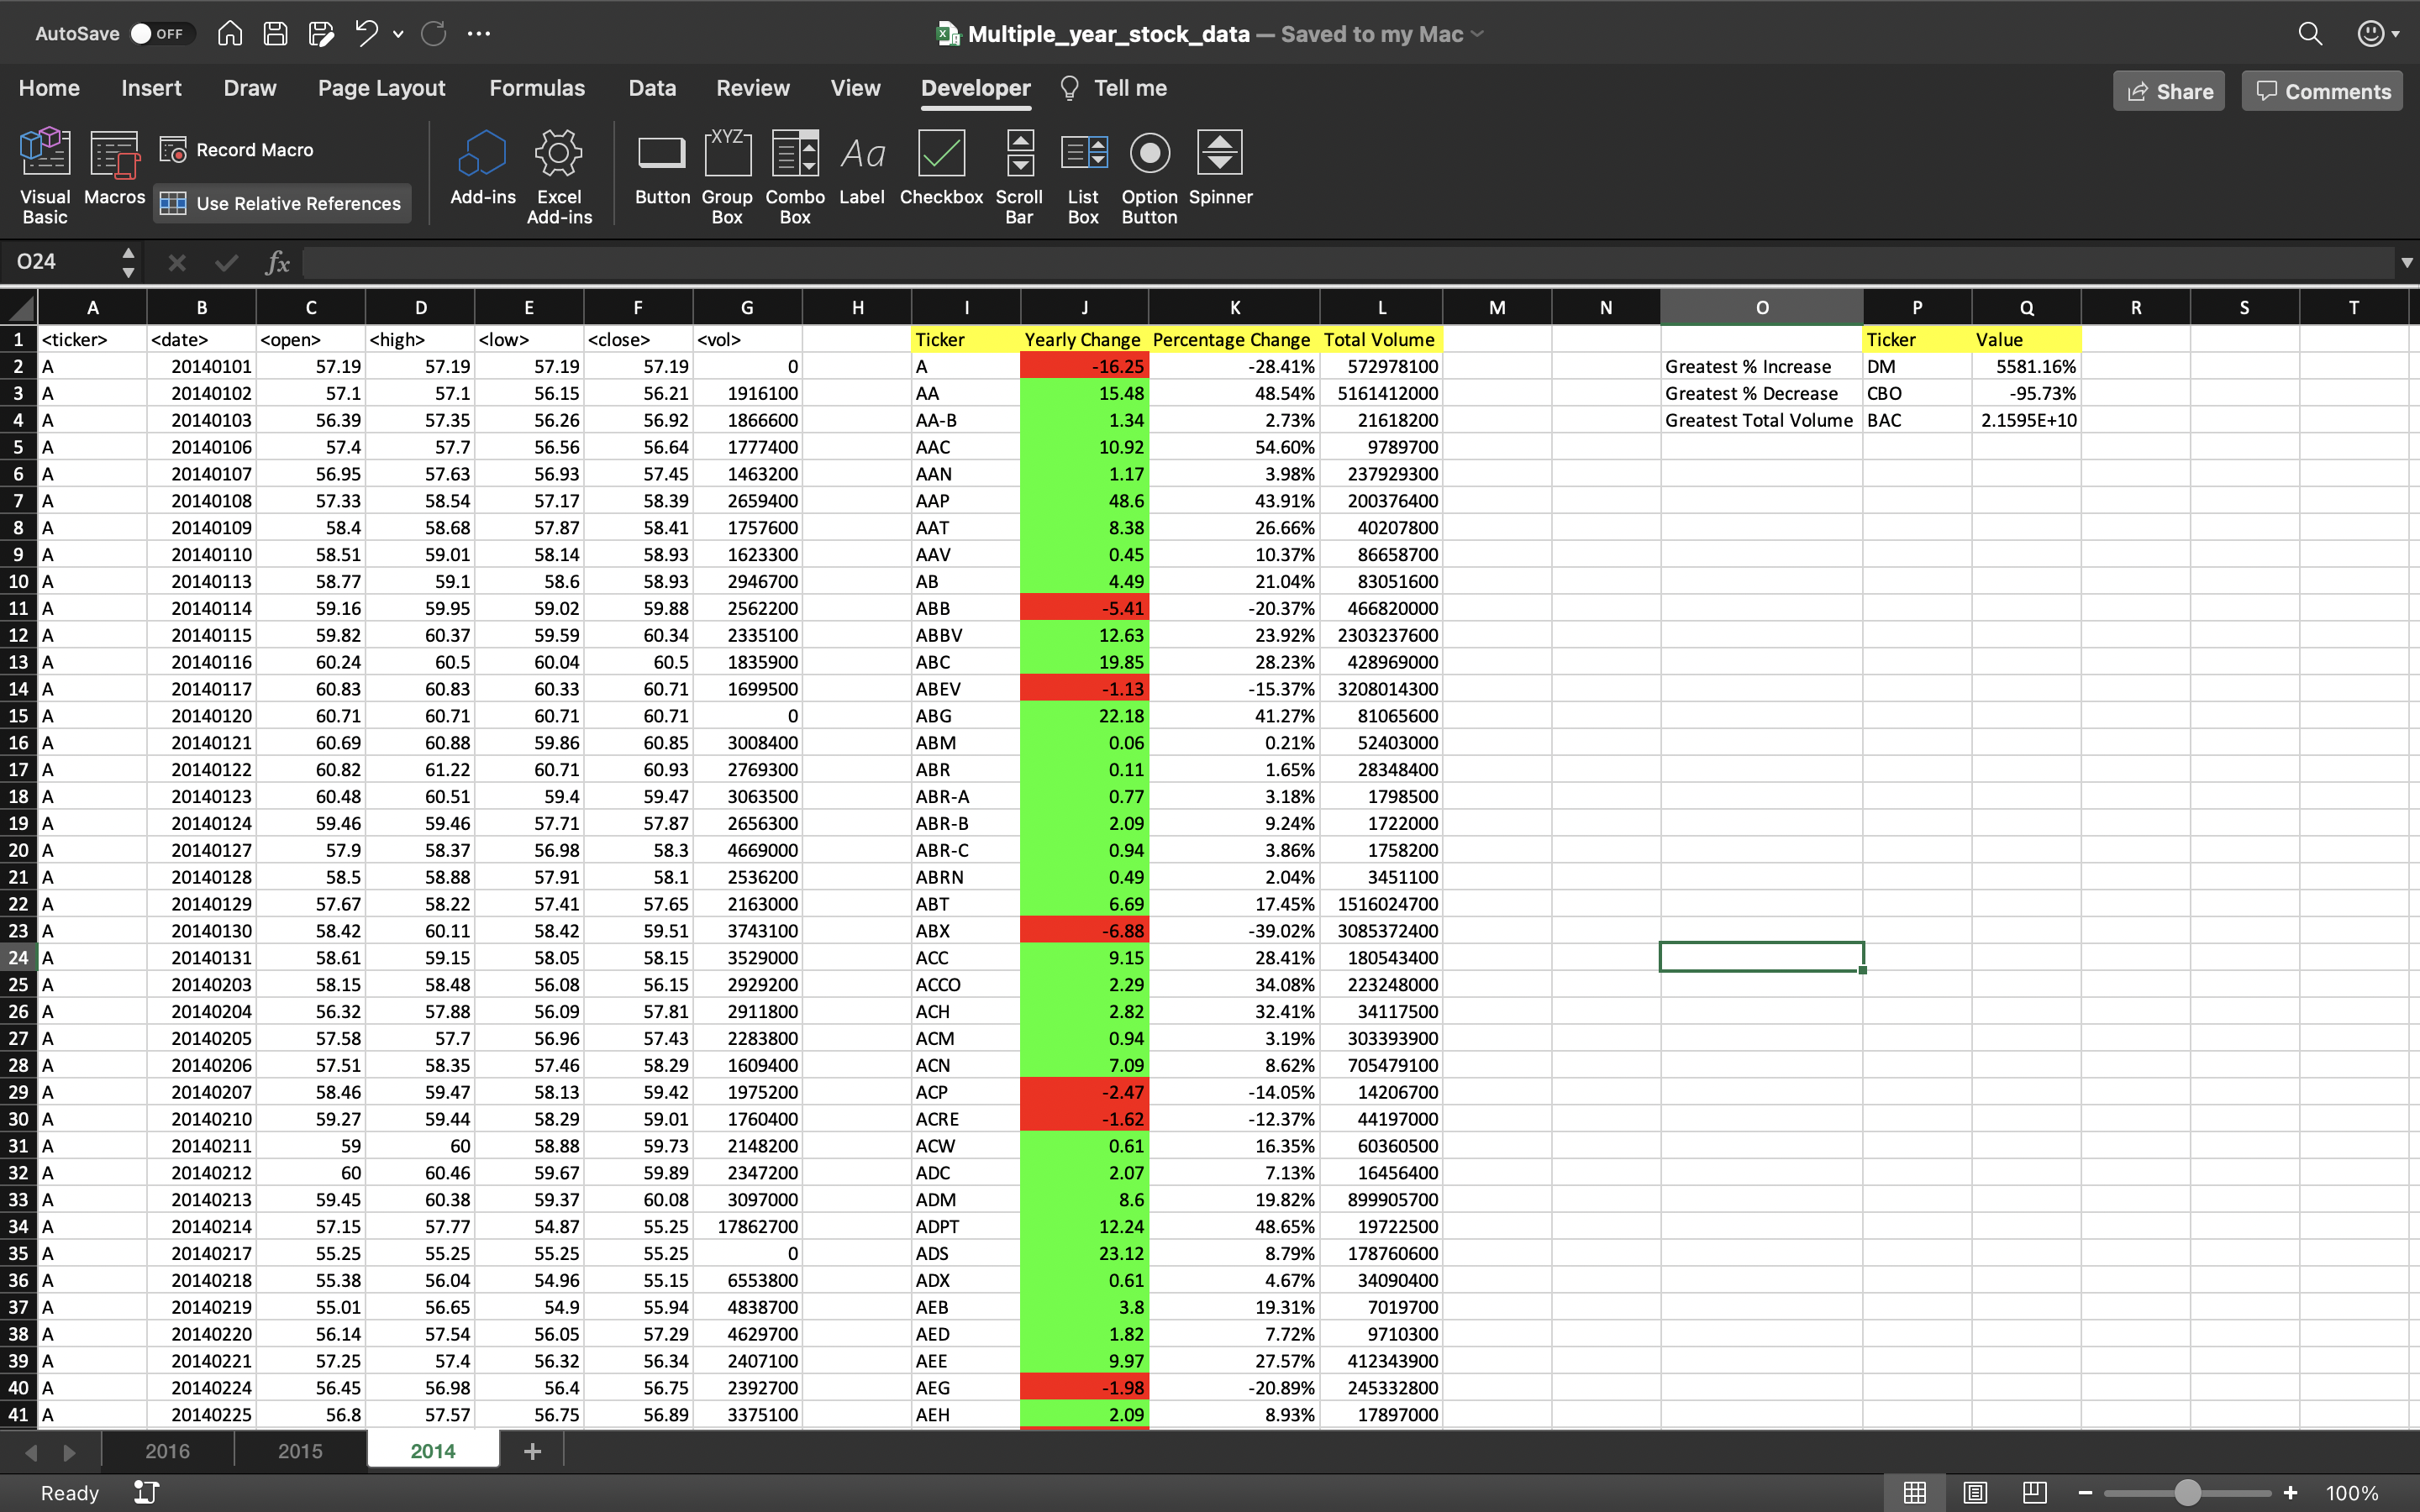 AutoSave OFF Multiple_year_stock_data — Saved to my Mac
Home Insert Draw Page Layout Formulas Data Review View Developer Tell me Share Comments
Visual Basic Macros Record Macro Use Relative References Add-ins Excel Add-ins Button XYZ Group Box Combo Box Aa Label Checkbox Scroll Bar List Box Option Button Spinner
O24 fx
A B C D E F G H I J K L M N O P Q R S T
1 <ticker> <date> <open> <high> <low> <close> <vol> Ticker Yearly Change Percentage Change Total Volume Ticker Value
2 A 20140101 57.19 57.19 57.19 57.19 0 A -16.25 -28.41% 572978100 Greatest % Increase DM 5581.16%
3 A 20140102 57.1 57.1 56.15 56.21 1916100 AA 15.48 48.54% 5161412000 Greatest % Decrease CBO -95.73%
4 A 20140103 56.39 57.35 56.26 56.92 1866600 AA-B 1.34 2.73% 21618200 Greatest Total Volume BAC 2.1595E+10
5 A 20140106 57.4 57.7 56.56 56.64 1777400 AAC 10.92 54.60% 9789700
6 A 20140107 56.95 57.63 56.93 57.45 1463200 AAN 1.17 3.98% 237929300
7 A 20140108 57.33 58.54 57.17 58.39 2659400 AAP 48.6 43.91% 200376400
8 A 20140109 58.4 58.68 57.87 58.41 1757600 AAT 8.38 26.66% 40207800
9 A 20140110 58.51 59.01 58.14 58.93 1623300 AAV 0.45 10.37% 86658700
10 A 20140113 58.77 59.1 58.6 58.93 2946700 AB 4.49 21.04% 83051600
11 A 20140114 59.16 59.95 59.02 59.88 2562200 ABB -5.41 -20.37% 466820000
12 A 20140115 59.82 60.37 59.59 60.34 2335100 ABBV 12.63 23.92% 2303237600
13 A 20140116 60.24 60.5 60.04 60.5 1835900 ABC 19.85 28.23% 428969000
14 A 20140117 60.83 60.83 60.33 60.71 1699500 ABEV -1.13 -15.37% 3208014300
15 A 20140120 60.71 60.71 60.71 60.71 0 ABG 22.18 41.27% 81065600
16 A 20140121 60.69 60.88 59.86 60.85 3008400 ABM 0.06 0.21% 52403000
17 A 20140122 60.82 61.22 60.71 60.93 2769300 ABR 0.11 1.65% 28348400
18 A 20140123 60.48 60.51 59.4 59.47 3063500 ABR-A 0.77 3.18% 1798500
19 A 20140124 59.46 59.46 57.71 57.87 2656300 ABR-B 2.09 9.24% 1722000
20 A 20140127 57.9 58.37 56.98 58.3 4669000 ABR-C 0.94 3.86% 1758200
21 A 20140128 58.5 58.88 57.91 58.1 2536200 ABRN 0.49 2.04% 3451100
22 A 20140129 57.67 58.22 57.41 57.65 2163000 ABT 6.69 17.45% 1516024700
23 A 20140130 58.42 60.11 58.42 59.51 3743100 ABX -6.88 -39.02% 3085372400
24 A 20140131 58.61 59.15 58.05 58.15 3529000 ACC 9.15 28.41% 180543400
25 A 20140203 58.15 58.48 56.08 56.15 2929200 ACCO 2.29 34.08% 223248000
26 A 20140204 56.32 57.88 56.09 57.81 2911800 ACH 2.82 32.41% 34117500
27 A 20140205 57.58 57.7 56.96 57.43 2283800 ACM 0.94 3.19% 303393900
28 A 20140206 57.51 58.35 57.46 58.29 1609400 ACN 7.09 8.62% 705479100
29 A 20140207 58.46 59.47 58.13 59.42 1975200 ACP -2.47 -14.05% 14206700
30 A 20140210 59.27 59.44 58.29 59.01 1760400 ACRE -1.62 -12.37% 44197000
31 A 20140211 59 60 58.88 59.73 2148200 ACW 0.61 16.35% 60360500
32 A 20140212 60 60.46 59.67 59.89 2347200 ADC 2.07 7.13% 16456400
33 A 20140213 59.45 60.38 59.37 60.08 3097000 ADM 8.6 19.82% 899905700
34 A 20140214 57.15 57.77 54.87 55.25 17862700 ADPT 12.24 48.65% 19722500
35 A 20140217 55.25 55.25 55.25 55.25 0 ADS 23.12 8.79% 178760600
36 A 20140218 55.38 56.04 54.96 55.15 6553800 ADX 0.61 4.67% 34090400
37 A 20140219 55.01 56.65 54.9 55.94 4838700 AEB 3.8 19.31% 7019700
38 A 20140220 56.14 57.54 56.05 57.29 4629700 AED 1.82 7.72% 9710300
39 A 20140221 57.25 57.4 56.32 56.34 2407100 AEE 9.97 27.57% 412343900
40 A 20140224 56.45 56.98 56.4 56.75 2392700 AEG -1.98 -20.89% 245332800
41 A 20140225 56.8 57.57 56.75 56.89 3375100 AEH 2.09 8.93% 17897000
2016 2015 2014 +
Ready 100%